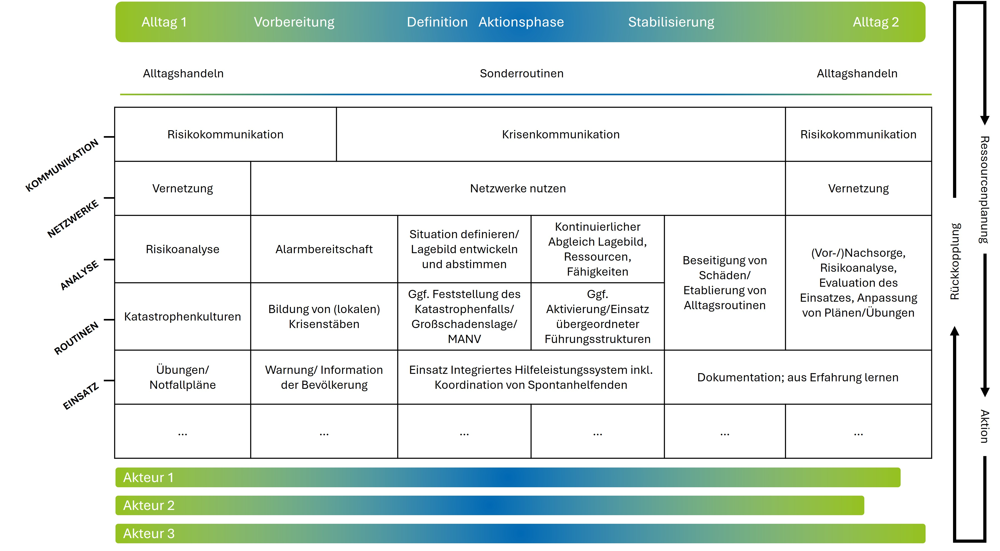 Alltag 1 Vorbereitung Definition Aktionsphase Stabilisierung Alltag 2
Alltagshandeln Sonderroutinen Alltagshandeln
KOMMUNIKATION
Risikokommunikation
Krisenkommunikation
Risikokommunikation
NETZWERKE
Vernetzung
Netzwerke nutzen
Vernetzung
ANALYSE
Risikoanalyse
Alarmbereitschaft
Situation definieren/
Lagebild entwickeln
und abstimmen
Kontinuierlicher
Abgleich Lagebild,
Ressourcen,
Fähigkeiten
Beseitigung von
Schäden/
Etablierung von
Alltagsroutinen
(Vor-/)Nachsorge,
Risikoanalyse,
Evaluation des
Einsatzes, Anpassung
von Plänen/Übungen
ROUTINEN
Katastrophenkulturen
Bildung von (lokalen)
Krisenstäben
Ggf. Feststellung des
Katastrophenfalls/
Großschadenslage/
MANV
Ggf.
Aktivierung/Einsatz
übergeordneter
Führungsstrukturen
EINSATZ
Übungen/
Notfallpläne
Warnung/ Information
der Bevölkerung
Einsatz Integriertes Hilfeleistungssystem inkl.
Koordination von Spontanhelfenden
Dokumentation; aus Erfahrung lernen
... ... ... ... ... ...
Akteur 1
Akteur 2
Akteur 3
Rückkopplung
Ressourcenplanung
Aktion